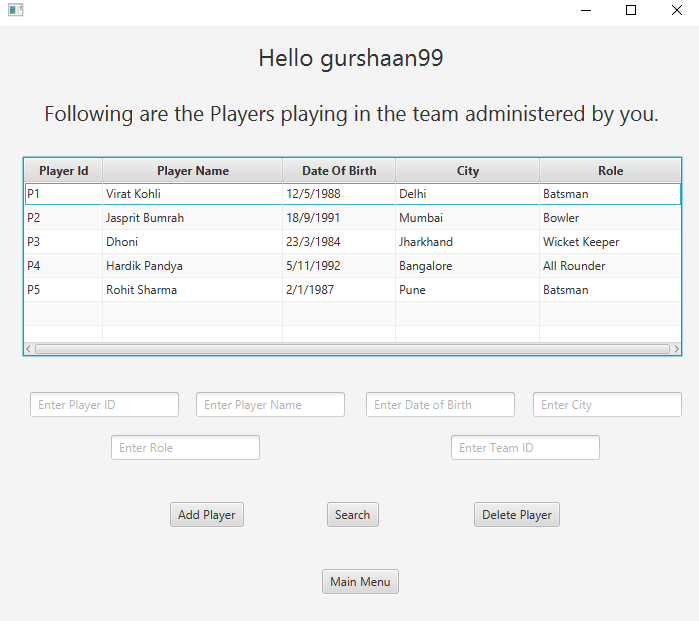 Hello gurshaan99
Following are the Players playing in the team administered by you.
Player Id Player Name Date Of Birth City Role
P1 Virat Kohli 12/5/1988 Delhi Batsman
P2 Jasprit Bumrah 18/9/1991 Mumbai Bowler
P3 Dhoni 23/3/1984 Jharkhand Wicket Keeper
P4 Hardik Pandya 5/11/1992 Bangalore All Rounder
P5 Rohit Sharma 2/1/1987 Pune Batsman
Enter Player ID Enter Player Name Enter Date of Birth Enter City
Enter Role Enter Team ID
Add Player Search Delete Player
Main Menu